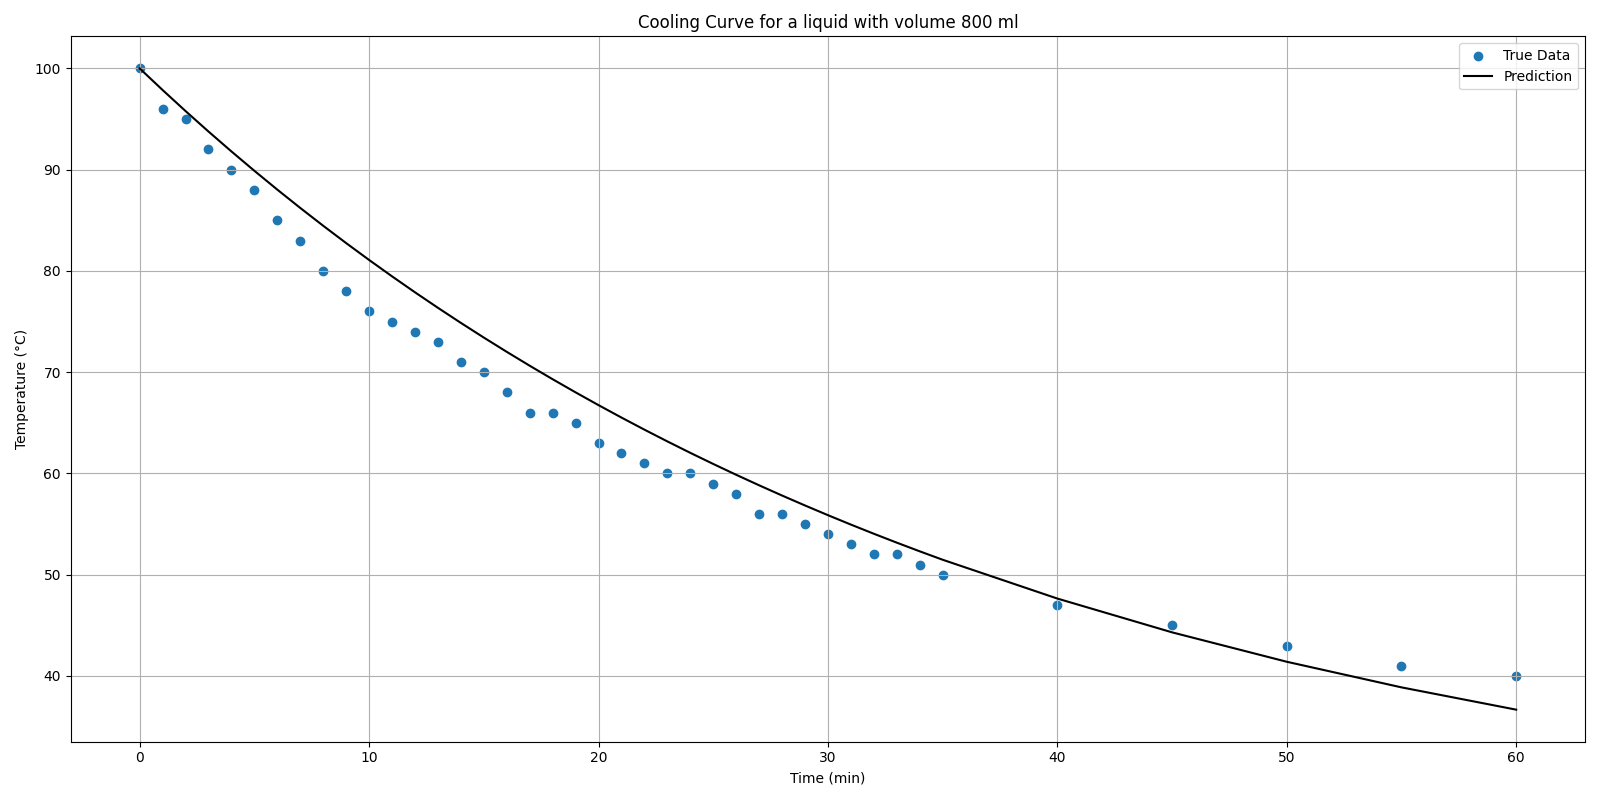 Cooling Curve for a liquid with volume 800 ml
True Data
Prediction
100
90
80
70
60
50
40
Temperature (°C)
0 10 20 30 40 50 60
Time (min)